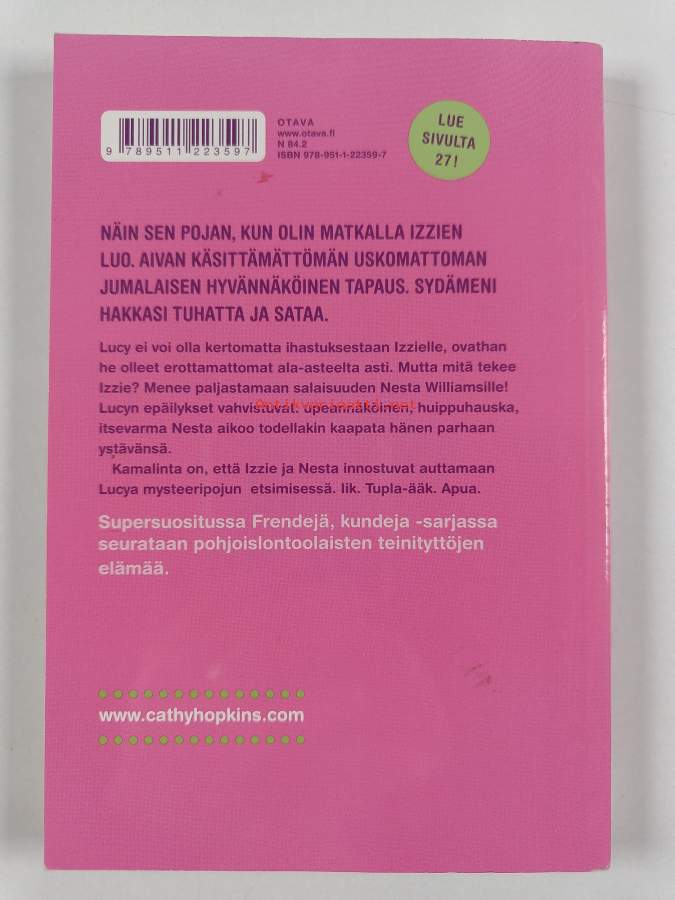 9 789511 223597
OTAVA
www.otava.fi
N 84.2
ISBN 978-951-1-22359-7
LUE
SIVULTA
27!
NÄIN SEN POJAN, KUN OLIN MATKALLA IZZIEN
LUO. AIVAN KÄSITTÄMÄTTÖMÄN USKOMATTOMAN
JUMALAISEN HYVÄNNÄKÖINEN TAPAUS. SYDÄMENI
HAKKASI TUHATTA JA SATAA.
Lucy ei voi olla kertomatta ihastuksestaan Izzielle, ovathan
he olleet erottamattomat ala-asteelta asti. Mutta mitä tekee
Izzie? Menee paljastamaan salaisuuden Nesta Williamsille!
Lucyn epäilykset vahvistuvat: upeannäköinen, huippuhauska,
Antikvariaatti.net
itsevarma Nesta aikoo todellakin kaapata hänen parhaan
ystävänsä.
Kamalinta on, että Izzie ja Nesta innostuvat auttamaan
Lucya mysteeripojun etsimisessä. Iik. Tupla-ääk. Apua.
Supersuositussa Frendejä, kundeja -sarjassa
seurataan pohjoislontoolaisten teinityttöjen
elämää.
www.cathyhopkins.com